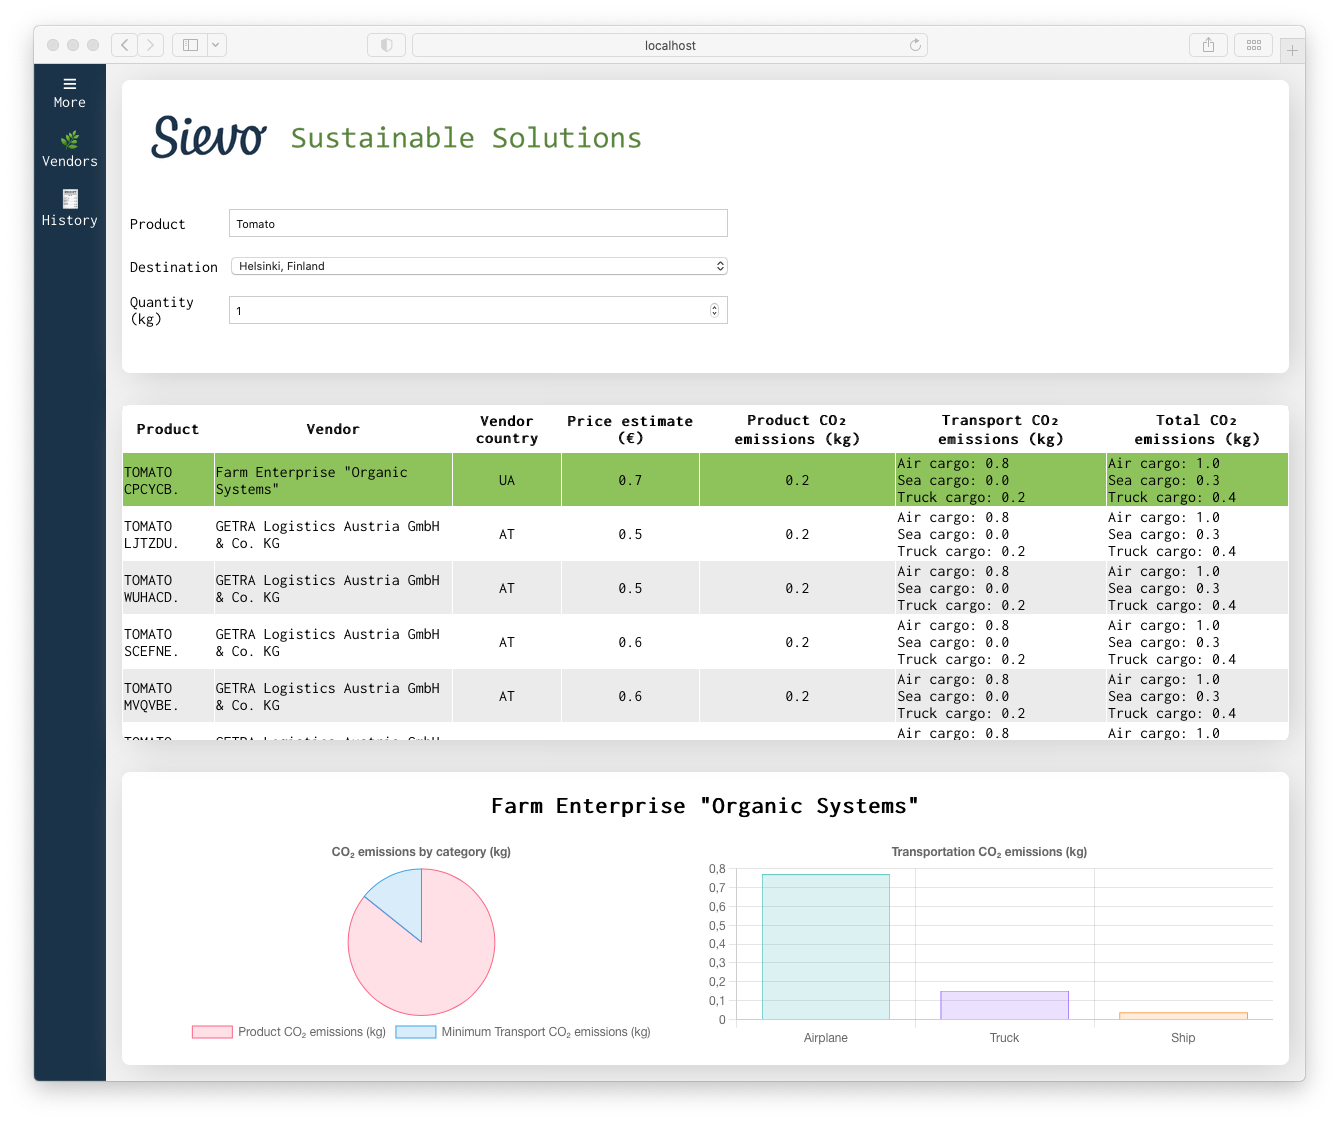 localhost
More
Vendors
History
Sievo Sustainable Solutions
Product
Tomato
Destination
Helsinki, Finland
Quantity
(kg)
1
Product
Vendor
Vendor
country
Price estimate
(€)
Product CO₂
emissions (kg)
Transport CO₂
emissions (kg)
Total CO₂
emissions (kg)
TOMATO
CPCYCB.
Farm Enterprise "Organic
Systems"
UA
0.7
0.2
Air cargo: 0.8
Sea cargo: 0.0
Truck cargo: 0.2
Air cargo: 1.0
Sea cargo: 0.3
Truck cargo: 0.4
TOMATO
LJTZDU.
GETRA Logistics Austria GmbH
& Co. KG
AT
0.5
0.2
Air cargo: 0.8
Sea cargo: 0.0
Truck cargo: 0.2
Air cargo: 1.0
Sea cargo: 0.3
Truck cargo: 0.4
TOMATO
WUHACD.
GETRA Logistics Austria GmbH
& Co. KG
AT
0.5
0.2
Air cargo: 0.8
Sea cargo: 0.0
Truck cargo: 0.2
Air cargo: 1.0
Sea cargo: 0.3
Truck cargo: 0.4
TOMATO
SCEFNE.
GETRA Logistics Austria GmbH
& Co. KG
AT
0.6
0.2
Air cargo: 0.8
Sea cargo: 0.0
Truck cargo: 0.2
Air cargo: 1.0
Sea cargo: 0.3
Truck cargo: 0.4
TOMATO
MVQVBE.
GETRA Logistics Austria GmbH
& Co. KG
AT
0.6
0.2
Air cargo: 0.8
Sea cargo: 0.0
Truck cargo: 0.2
Air cargo: 1.0
Sea cargo: 0.3
Truck cargo: 0.4
TOMATO
GETRA Logistics Austria GmbH
Air cargo: 0.8
Air cargo: 1.0
Farm Enterprise "Organic Systems"
CO₂ emissions by category (kg)
Product CO₂ emissions (kg)
Minimum Transport CO₂ emissions (kg)
Transportation CO₂ emissions (kg)
0,8
0,7
0,6
0,5
0,4
0,3
0,2
0,1
0
Airplane
Truck
Ship